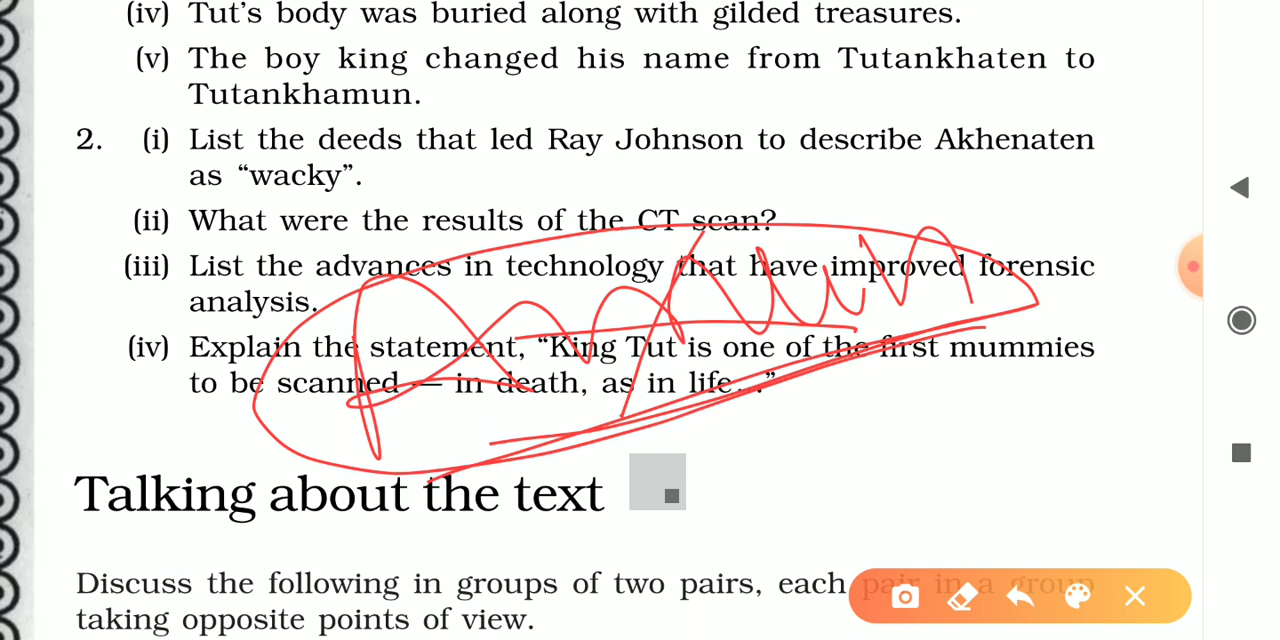 (iv) Tut’s body was buried along with gilded treasures.
(v) The boy king changed his name from Tutankhaten to
Tutankhamun.
2. (i) List the deeds that led Ray Johnson to describe Akhenaten
as “wacky”.
(ii) What were the results of the CT scan?
(iii) List the advances in technology that have improved forensic
analysis.
(iv) Explain the statement, “King Tut is one of the first mummies
to be scanned — in death, as in life...”
Talking about the text
Discuss the following in groups of two pairs, each pair in a group
taking opposite points of view.